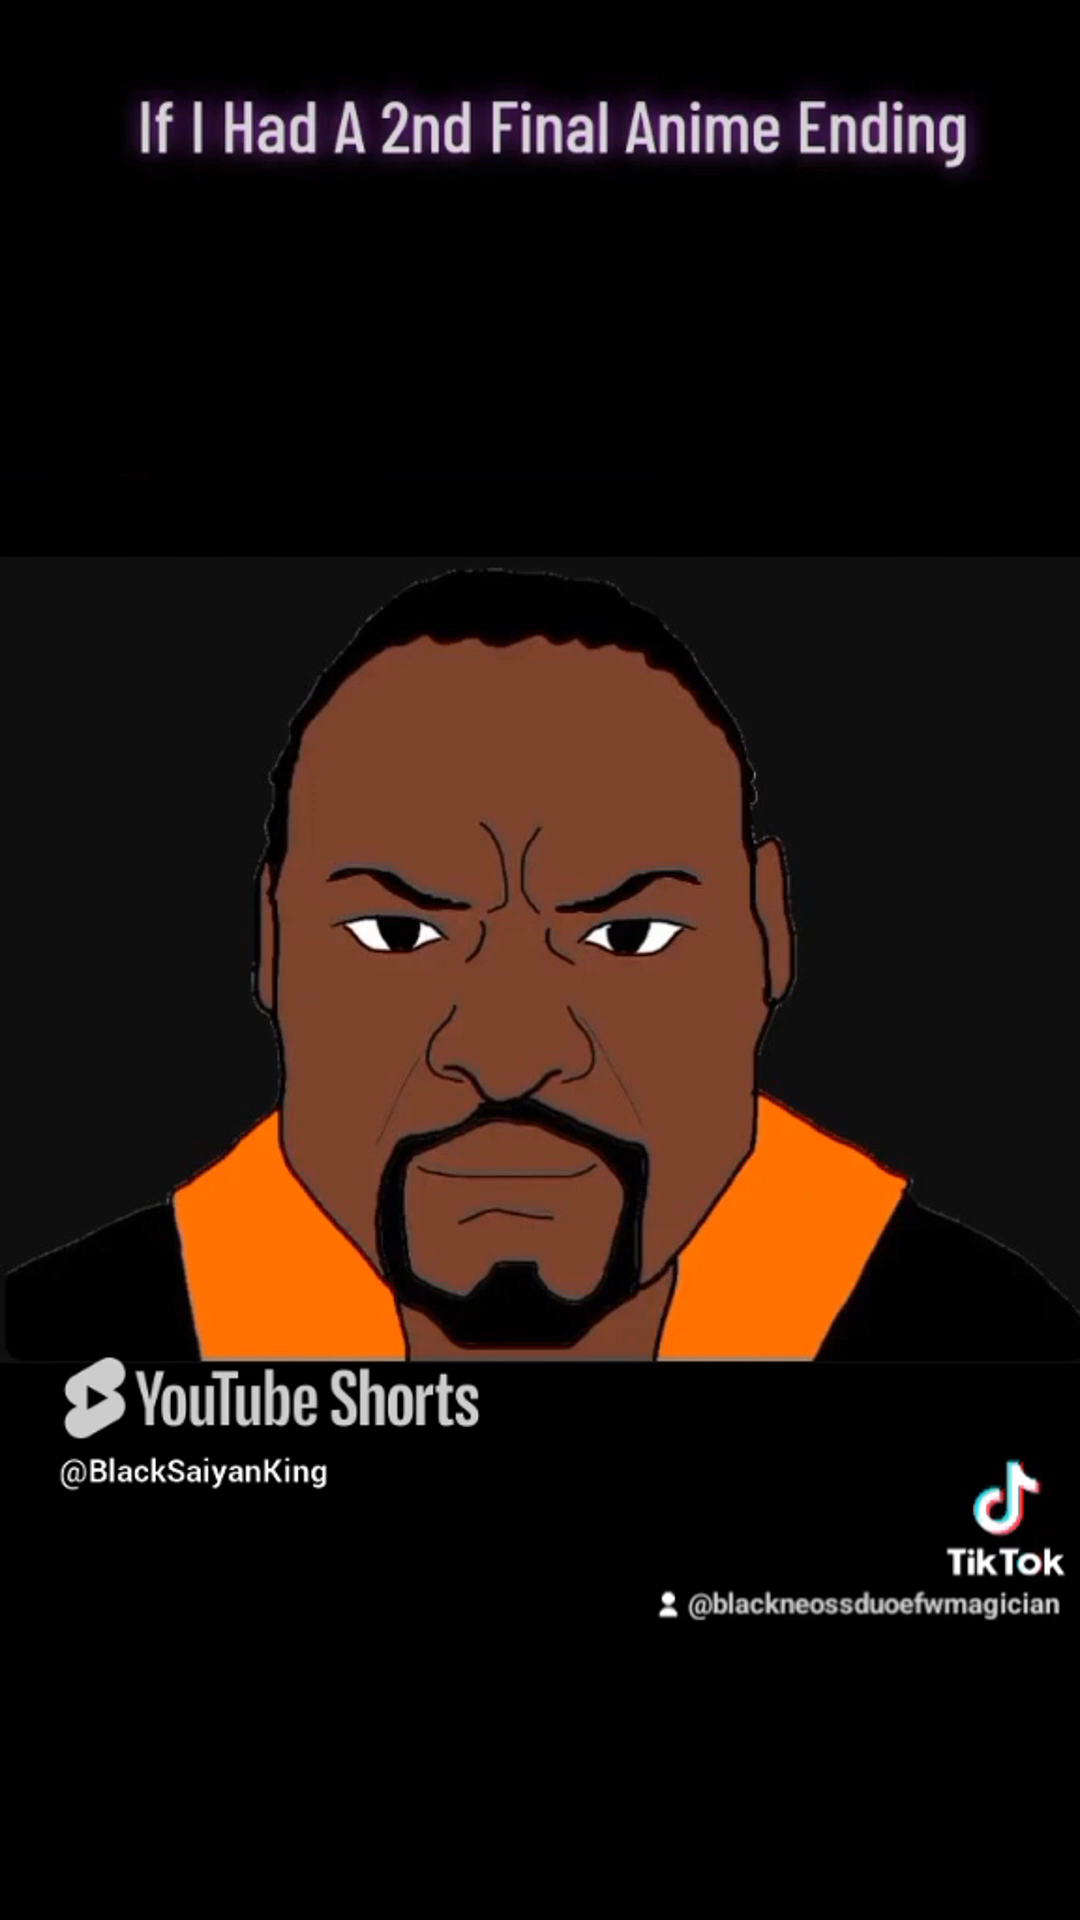 If I Had A 2nd Final Anime Ending
YouTube Shorts
@BlackSaiyanKing
TikTok
@blackneossduoefwmagician